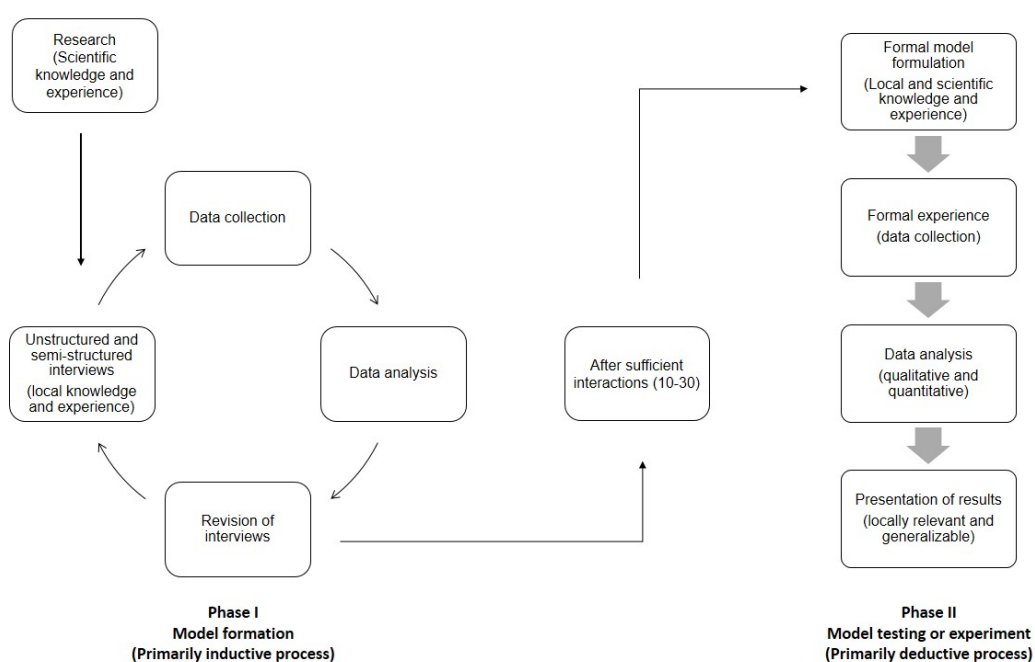 Research
(Scientific
knowledge and
experience)
Data collection
Unstructured and
semi-structured
interviews
(local knowledge
and experience)
Data analysis
Revision of
interviews
After sufficient
interactions (10-30)
Phase I
Model formation
(Primarily inductive process)
Formal model
formulation
(Local and scientific
knowledge and
experience)
Formal experience
(data collection)
Data analysis
(qualitative and
quantitative)
Presentation of results
(locally relevant and
generalizable)
Phase II
Model testing or experiment
(Primarily deductive process)